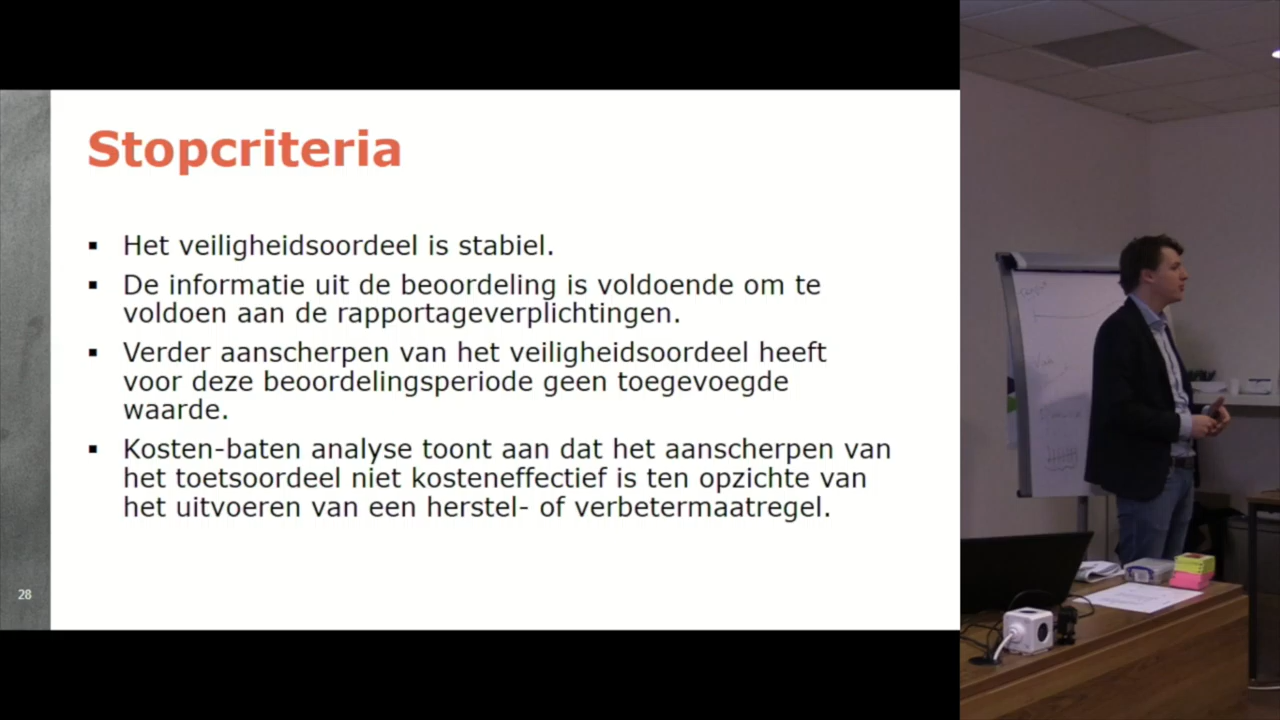 Stopcriteria
▪ Het veiligheidsoordeel is stabiel.
▪ De informatie uit de beoordeling is voldoende om te
voldoen aan de rapportageverplichtingen.
▪ Verder aanscherpen van het veiligheidsoordeel heeft
voor deze beoordelingsperiode geen toegevoegde
waarde.
▪ Kosten-baten analyse toont aan dat het aanscherpen van
het toetsoordeel niet kosteneffectief is ten opzichte van
het uitvoeren van een herstel- of verbetermaatregel.
28